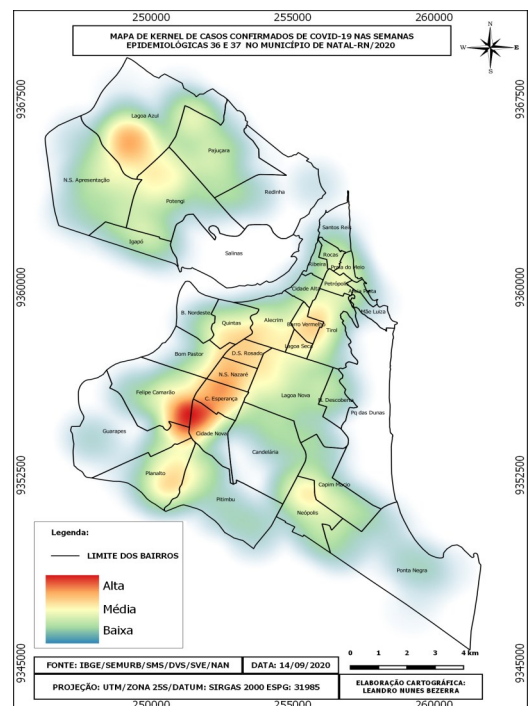 250000 255000 260000
MAPA DE KERNEL DE CASOS CONFIRMADOS DE COVID-19 NAS SEMANAS
EPIDEMIOLÓGICAS 36 E 37 NO MUNICÍPIO DE NATAL-RN/2020
N
W E
S
9367500 9367500
Lagoa Azul
Pajuçara
N.S. Apresentação
Potengi
Redinha
Igapó
Salinas
Santos Reis
Rocas
Ribeira Praia do Meio
9360000 9360000
Cidade Alta Petrópolis
Mãe Luiza
B. Nordeste
Quintas Alecrim Barro Vermelho Tirol
Bom Pastor D.S. Rosado Lagoa Seca
N.S. Nazaré
Felipe Camarão C. Esperança Lagoa Nova N. Descoberta
Pq das Dunas
Guarapes Cidade Nova
Candelária
9352500 9352500
Planalto Capim Macio
Pitimbu Neópolis
Ponta Negra
Legenda:
LIMITE DOS BAIRROS
Alta
Média
Baixa
9345000 9345000
0 1 2 3 4 km
FONTE: IBGE/SEMURB/SMS/DVS/SVE/NAN DATA: 14/09/2020
PROJEÇÃO: UTM/ZONA 25S/DATUM: SIRGAS 2000 ESPG: 31985
ELABORAÇÃO CARTOGRÁFICA:
LEANDRO NUNES BEZERRA
250000 255000 260000